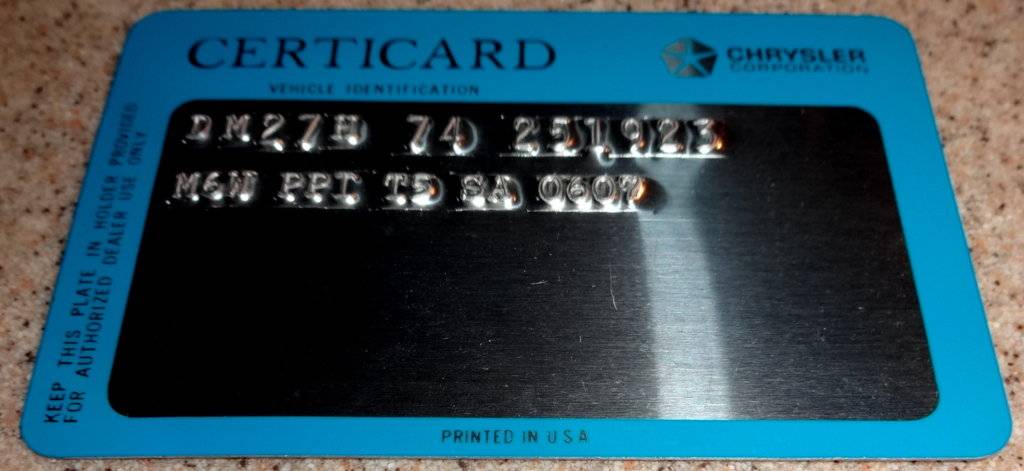 CERTICARD
VEHICLE IDENTIFICATION
CHRYSLER
CORPORATION
DM27H 74 251923
M6W PPI T5 SA 0607
KEEP THIS PLATE IN HOLDER PROVIDED
FOR AUTHORIZED DEALER USE ONLY
PRINTED IN U S A